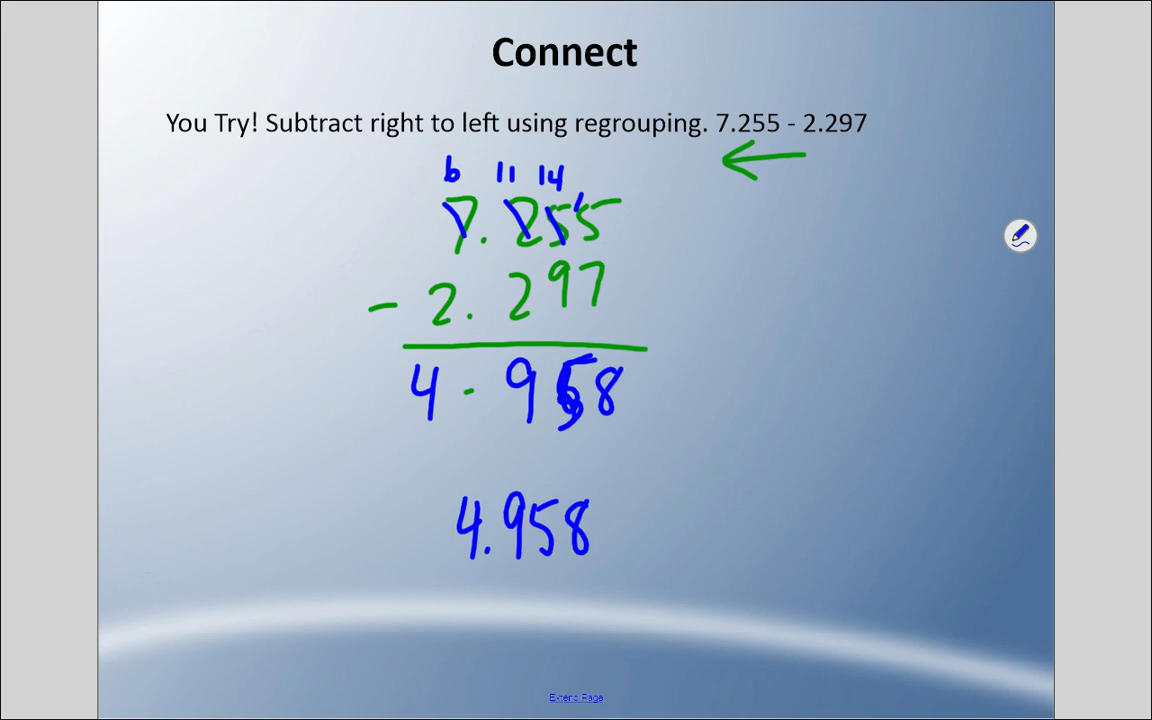 Connect
You Try! Subtract right to left using regrouping. 7.255 - 2.297
6 11 14
7.2515
- 2.297
4.958
4.958
Extend Page